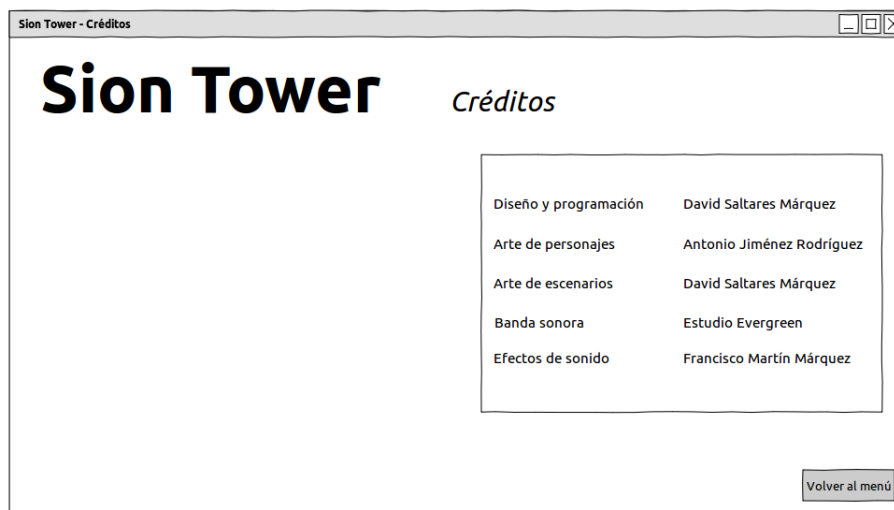 Sion Tower - Créditos
Sion Tower
Créditos
Diseño y programación David Saltares Márquez
Arte de personajes Antonio Jiménez Rodríguez
Arte de escenarios David Saltares Márquez
Banda sonora Estudio Evergreen
Efectos de sonido Francisco Martín Márquez
Volver al menú